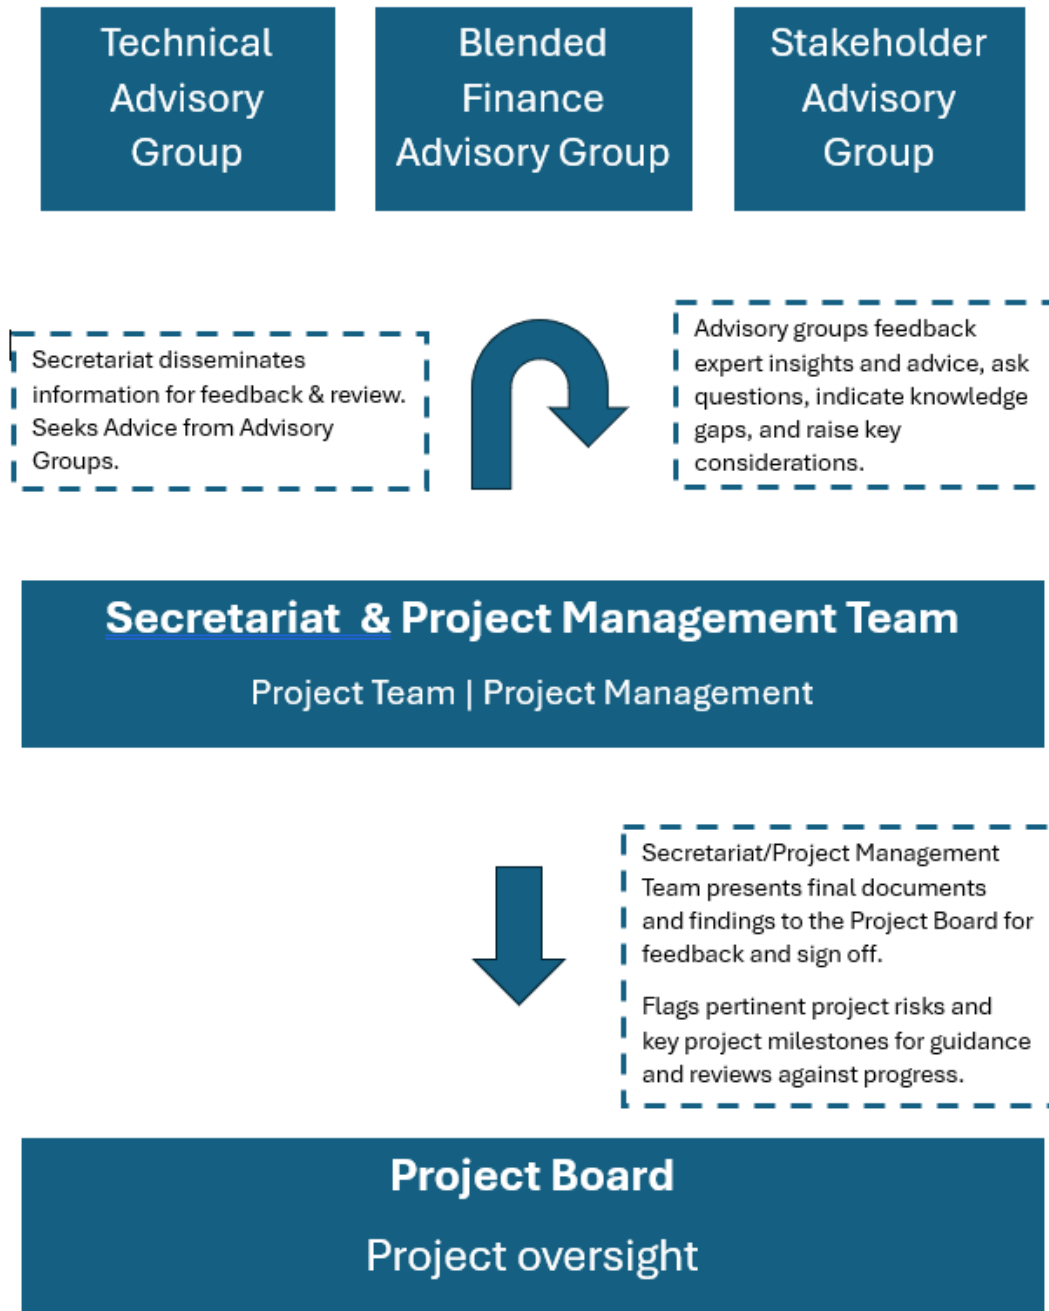 Technical
Advisory
Group
Blended
Finance
Advisory Group
Stakeholder
Advisory
Group
Secretariat disseminates
information for feedback & review.
Seeks Advice from Advisory
Groups.
Advisory groups feedback
expert insights and advice, ask
questions, indicate knowledge
gaps, and raise key
considerations.
Secretariat & Project Management Team
Project Team | Project Management
Secretariat/Project Management
Team presents final documents
and findings to the Project Board for
feedback and sign off.
Flags pertinent project risks and
key project milestones for guidance
and reviews against progress.
Project Board
Project oversight